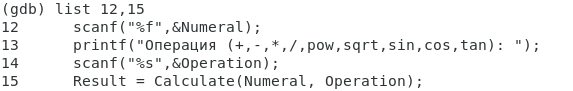 (gdb) list 12,15
12 scanf("%f",&Numeral);
13 printf("Операция (+,-,*,/,pow,sqrt,sin,cos,tan): ");
14 scanf("%s",&Operation);
15 Result = Calculate(Numeral, Operation);